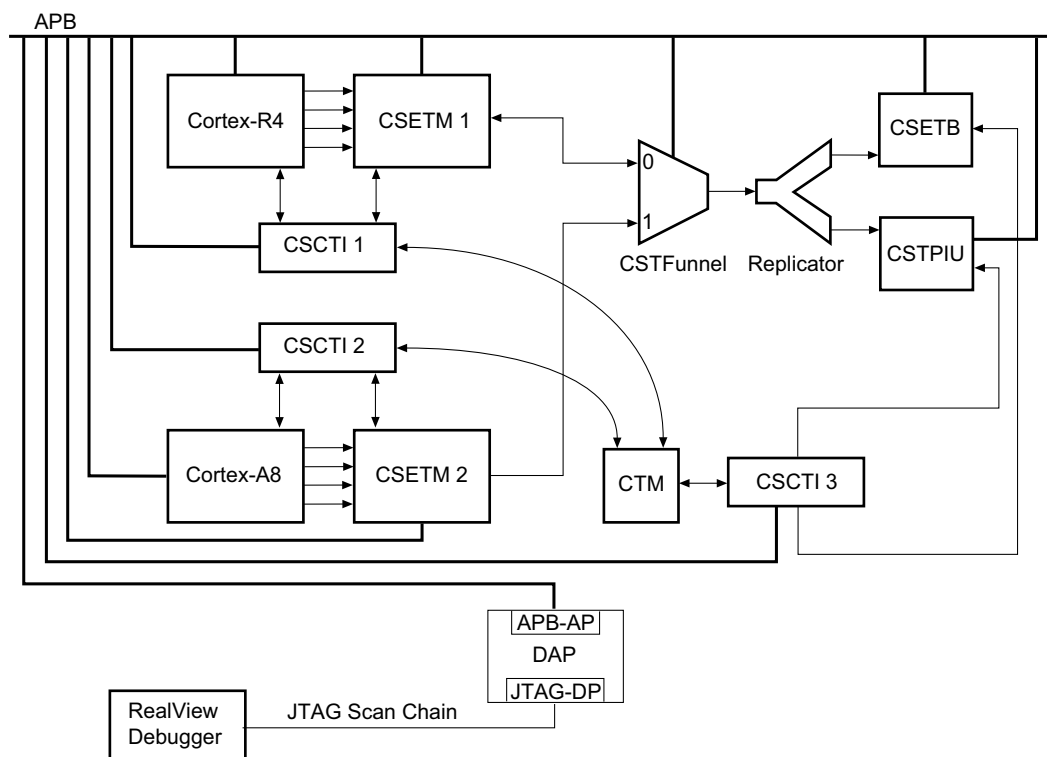 APB
Cortex-R4
CSETM 1
CSETB
0
1
CSCTI 1
CSTFunnel
Replicator
CSTPIU
CSCTI 2
Cortex-A8
CSETM 2
CTM
CSCTI 3
APB-AP
DAP
JTAG-DP
RealView
Debugger
JTAG Scan Chain